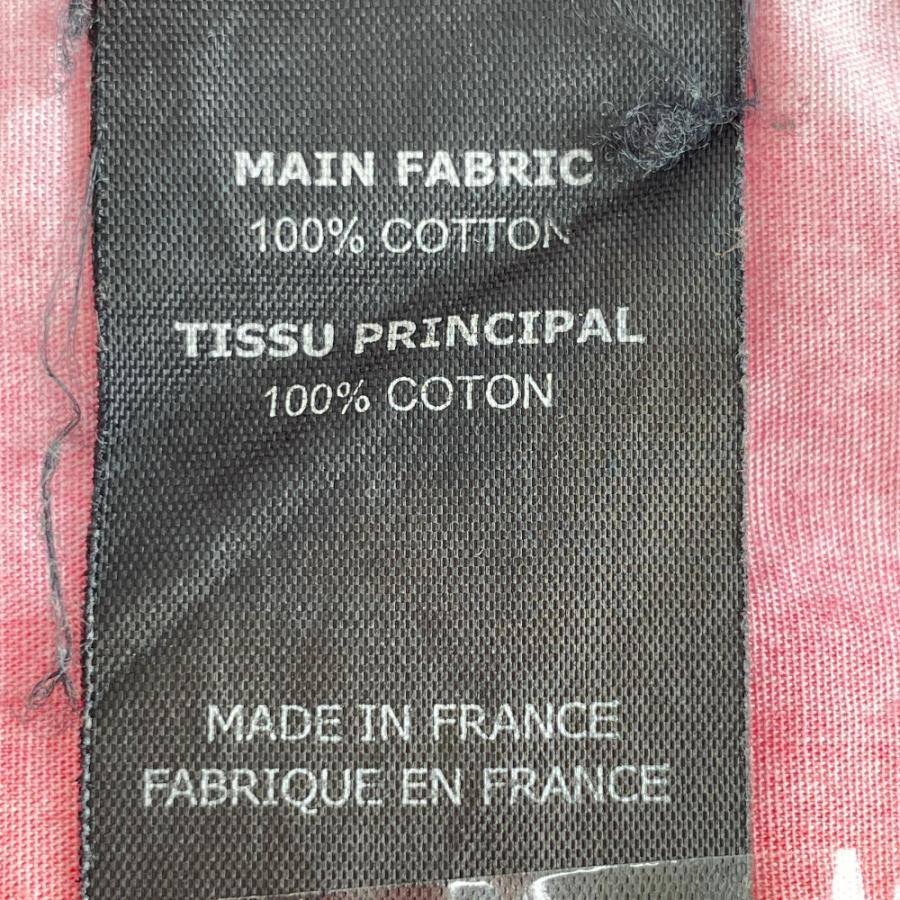 MAIN FABRIC
100% COTTON
TISSU PRINCIPAL
100% COTON
MADE IN FRANCE
FABRIQUE EN FRANCE